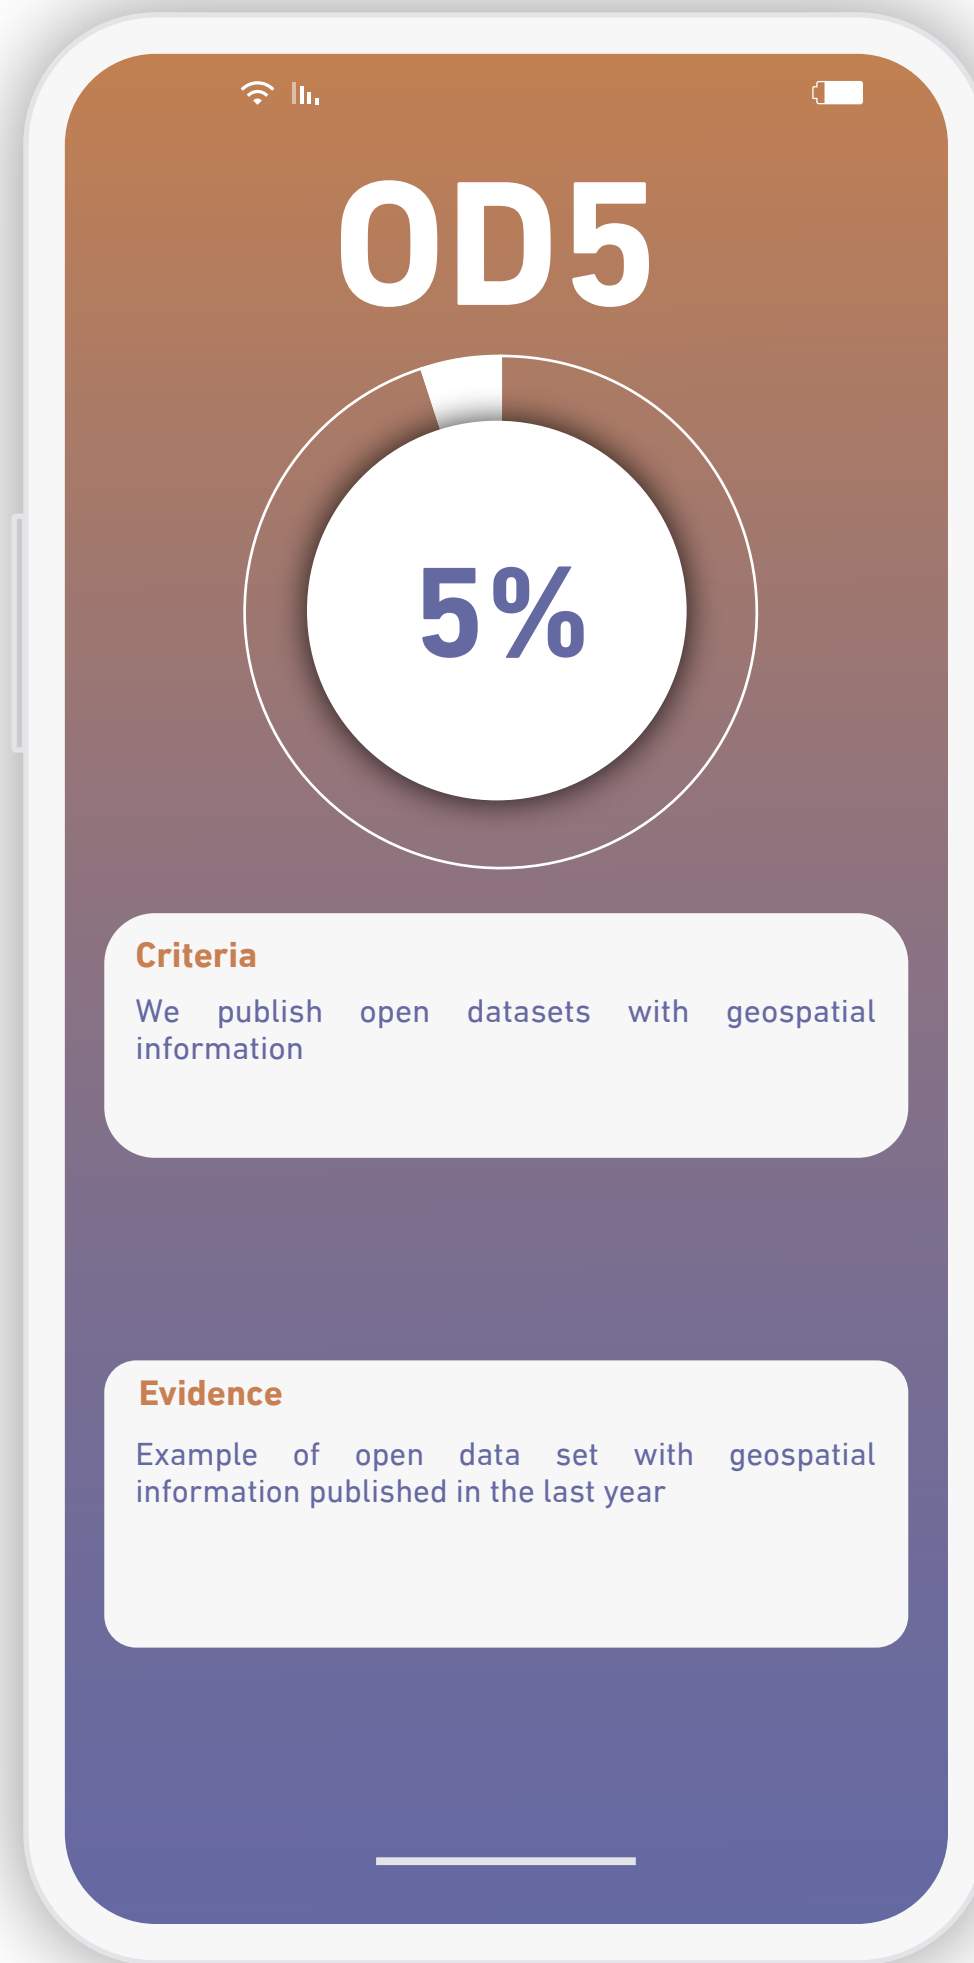 OD5
5%
Criteria
We publish open datasets with geospatial
information
Evidence
Example of open data set with geospatial
information published in the last year